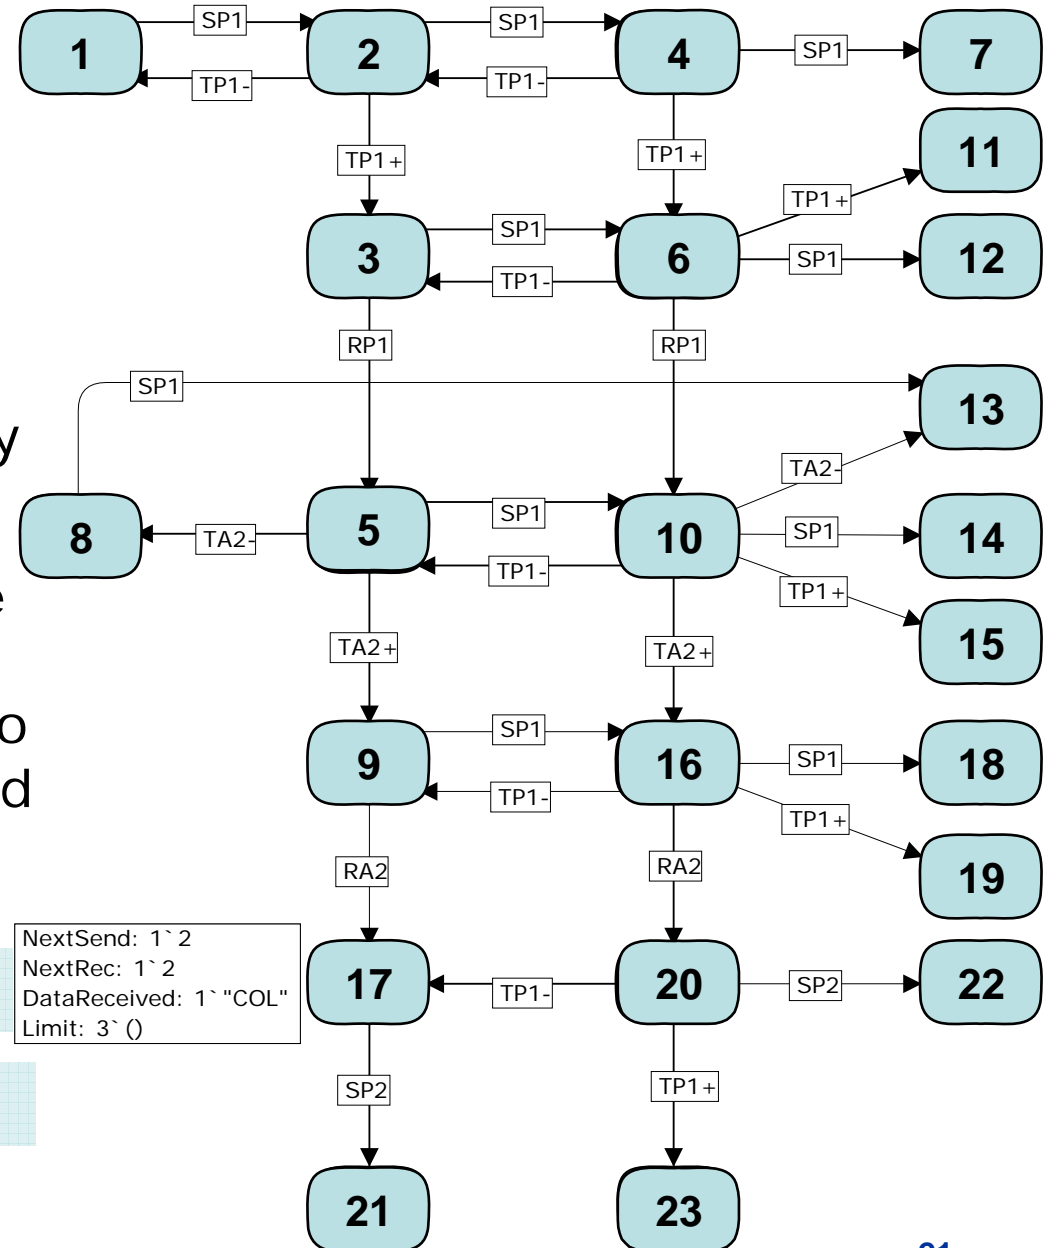 SP1
SP1
1
2
4
SP1
7
TP1-
TP1-
11
TP1+
TP1+
TP1+
SP1
3
6
SP1
12
TP1-
RP1
RP1
SP1
13
y
TA2-
SP1
5
8
TA2-
10
SP1
14
TP1-
TP1+
e
TA2+
TA2+
15
o
SP1
9
16
SP1
18
d
TP1-
TP1+
RA2
RA2
19
NextSend: 1`2
NextRec: 1`2
DataReceived: 1`"COL"
Limit: 3`()
17
TP1-
20
SP2
22
SP2
TP1+
21
23